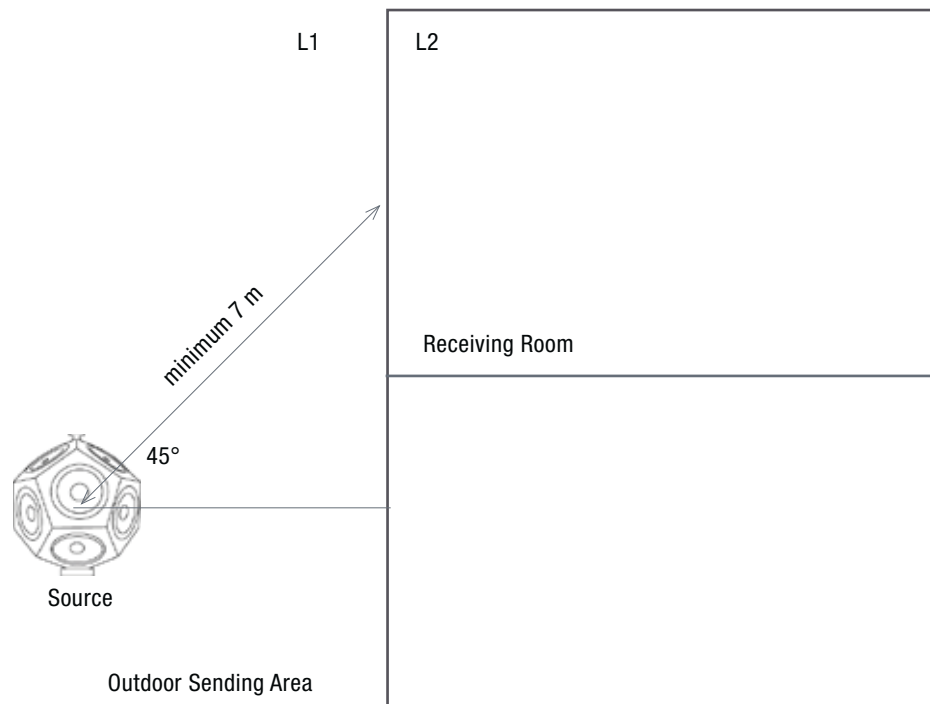 L1
L2
minimum 7 m
Receiving Room
45°
Source
Outdoor Sending Area